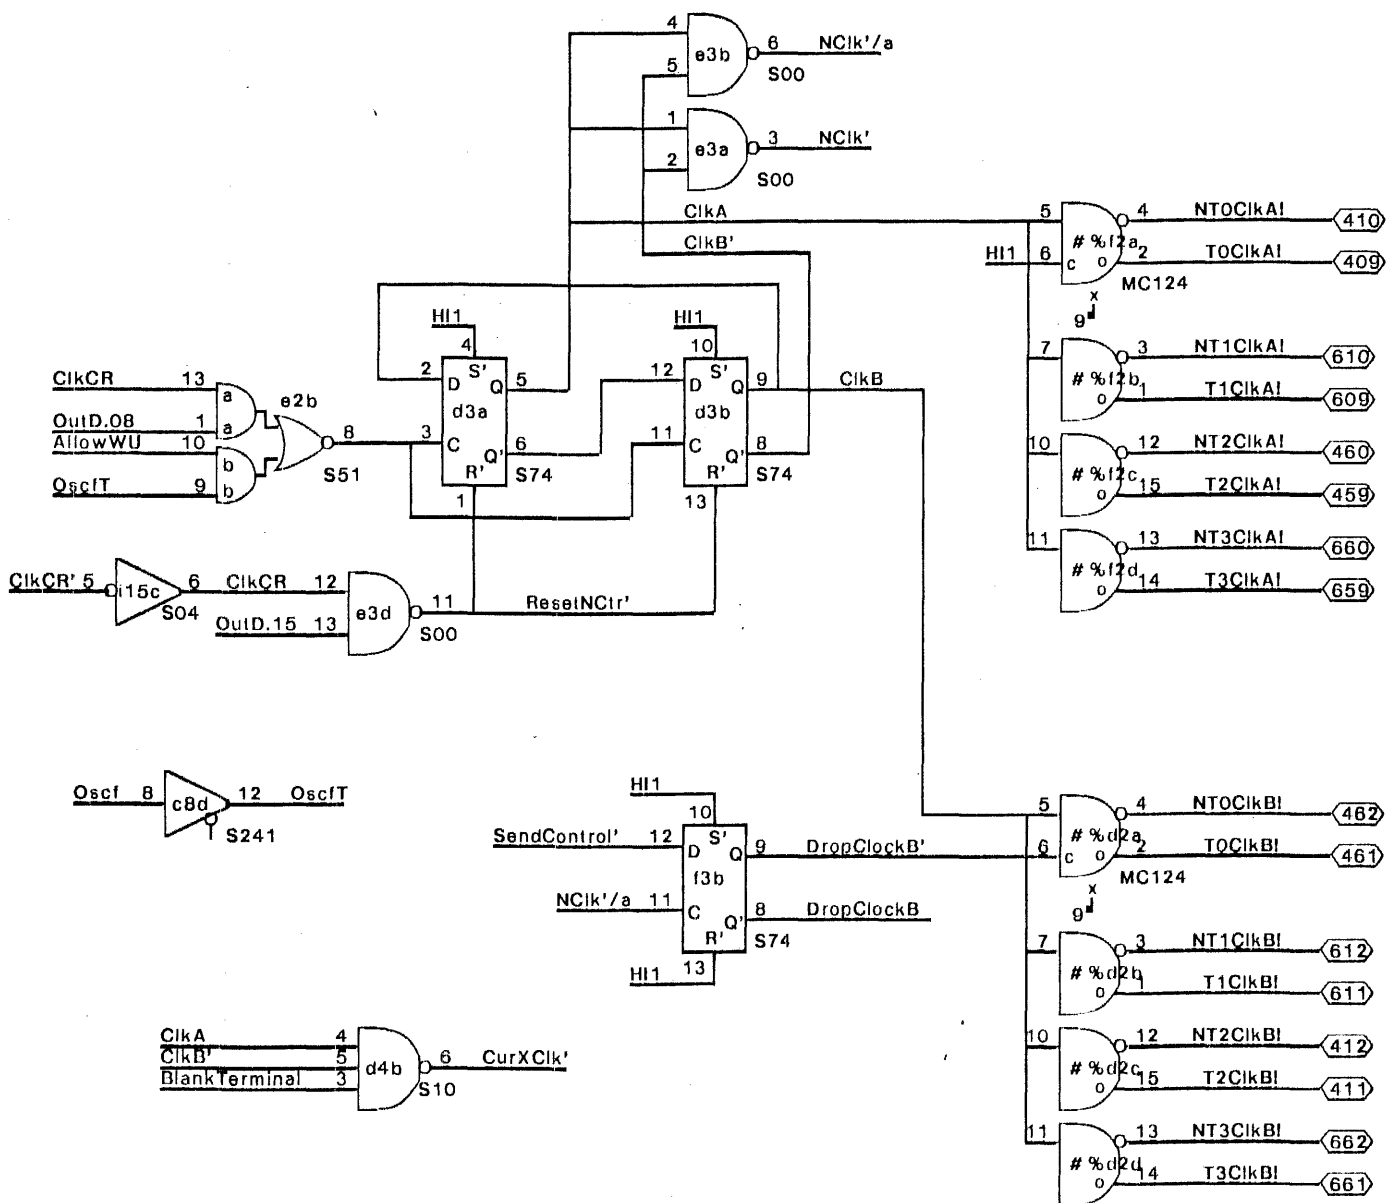 4 e3b 6 NClk'/a
5 S00
1 e3a 3 NClk'
2 S00
ClkA 5 # %f2a 4 NT0ClkA! 410
ClkB' HI1 6 c o 2 T0ClkA! 409
MC124
x
9
HI1 4 HI1 10
2 D S' Q 5 12 D S' Q 9 ClkB 7 # %f2b 3 NT1ClkA! 610
o 1 T1ClkA! 609
ClkCR 13 a e2b d3a d3b
OutD.08 1 a 8 3 C 6 11 C 8 10 # %f2c 12 NT2ClkA! 460
AllowWU 10 b Q' Q'
OscfT 9 b S51 R' S74 R' S74 o 15 T2ClkA! 459
1 13
11 # %f2d 13 NT3ClkA! 660
ClkCR' 5 i15c 6 ClkCR 12 o 14 T3ClkA! 659
S04 e3d 11 ResetNCtr'
OutD.15 13 S00
Oscf 8 c8d 12 OscfT
S241
HI1 10 5 # %d2a 4 NT0ClkB! 462
SendControl' 12 D S' Q 9 DropClockB' 6 c o 2 T0ClkB! 461
f3b MC124
NClk'/a 11 C Q' 8 DropClockB x
9
R' S74
HI1 13 7 # %d2b 3 NT1ClkB! 612
o 1 T1ClkB! 611
ClkA 4 10 # %d2c 12 NT2ClkB! 412
ClkB' 5 d4b 6 CurXClk'
BlankTerminal 3 S10 o 15 T2ClkB! 411
11 # %d2d 13 NT3ClkB! 662
o 14 T3ClkB! 661